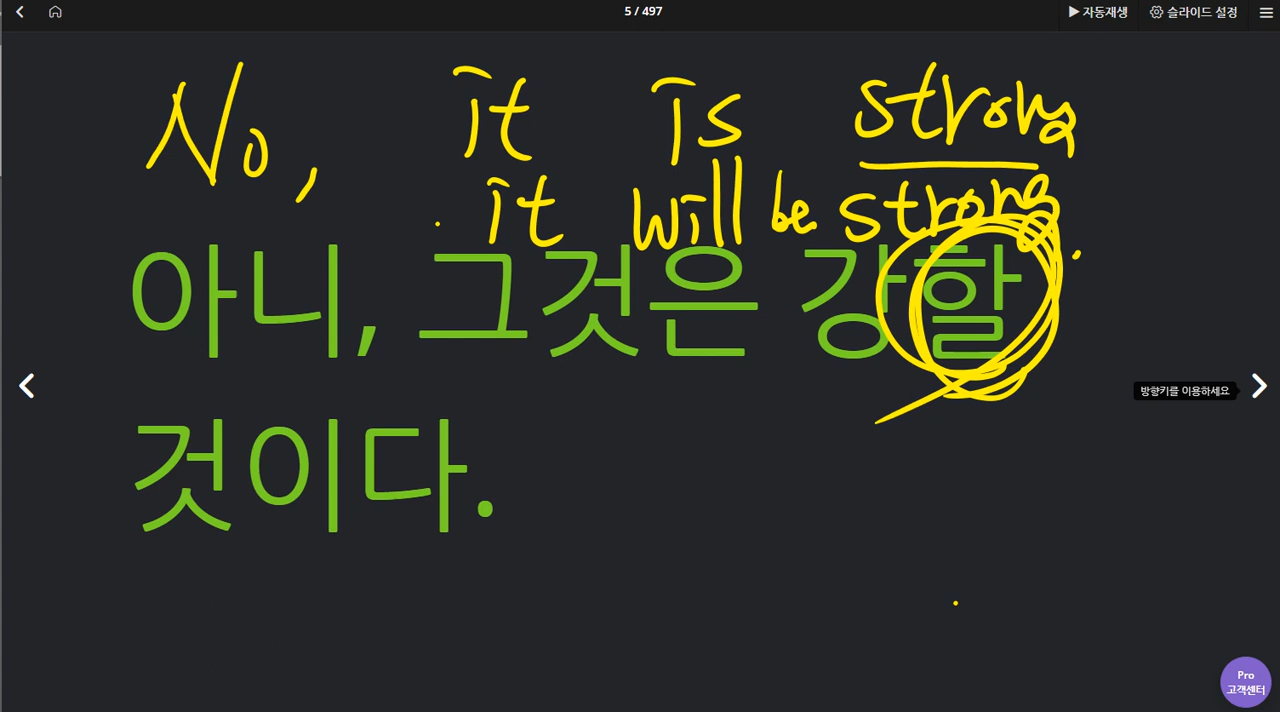 5 / 497
▶ 자동재생
슬라이드 설정
No, it is strong
it will be strong.
아니, 그것은 강할
것이다.
방향키를 이용하세요
Pro
고객센터